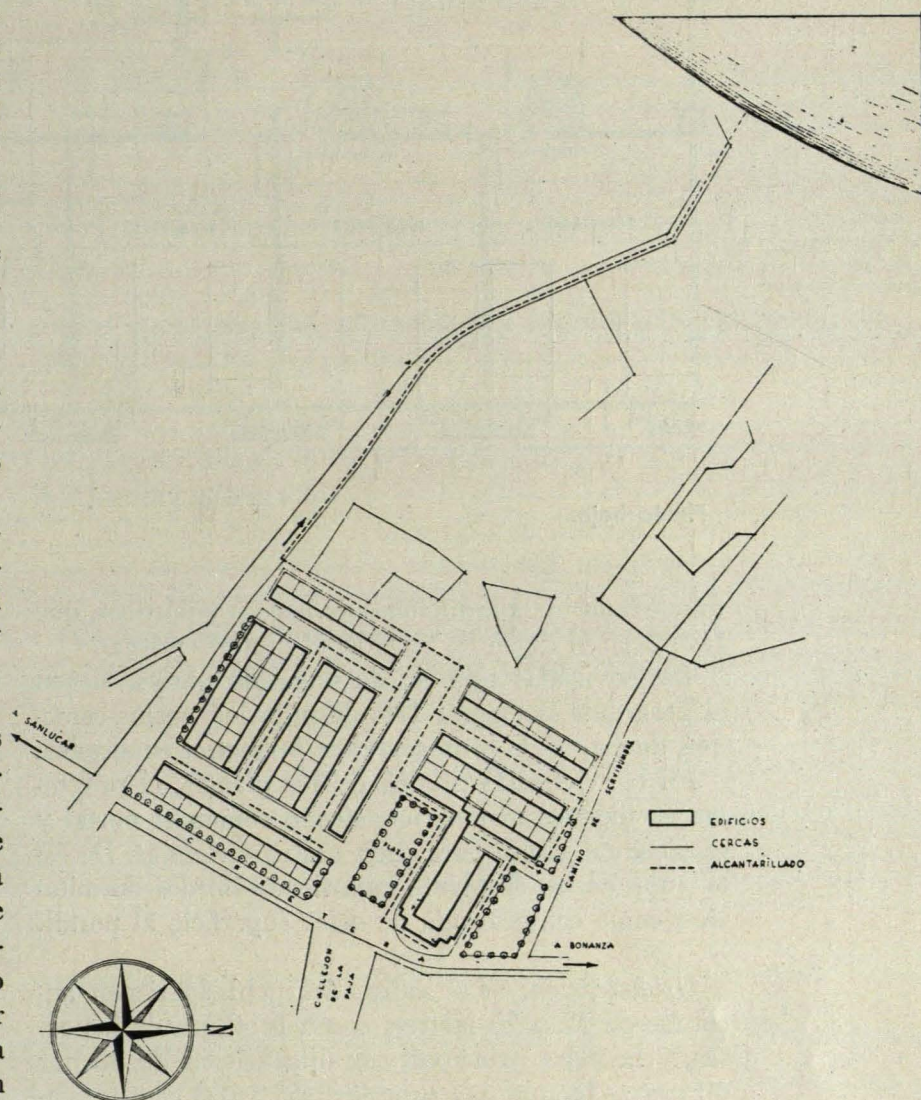 A SANLUCAR
CARRETERA
PLAZA
CALLEJON
DE LA
PAJA
CAMINO DE SERVIDUMBRE
A BONANZA
EDIFICIOS
CERCAS
ALCANTARILLADO
N